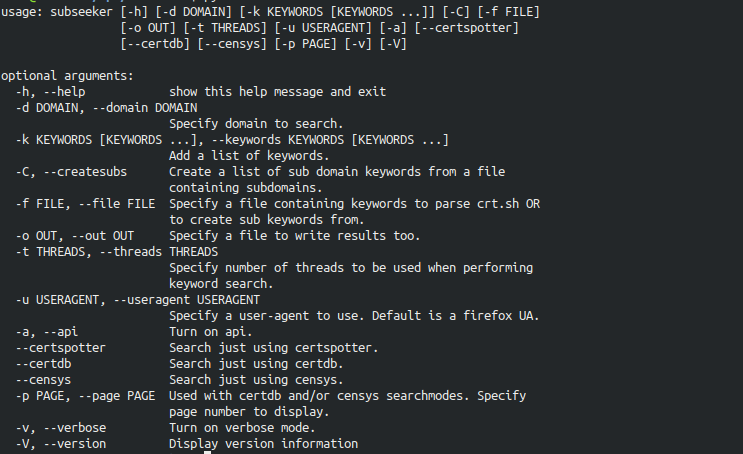 usage: subseeker [-h] [-d DOMAIN] [-k KEYWORDS [KEYWORDS ...]] [-C] [-f FILE]
                 [-o OUT] [-t THREADS] [-u USERAGENT] [-a] [--certspotter]
                 [--certdb] [--censys] [-p PAGE] [-v] [-V]

optional arguments:
  -h, --help            show this help message and exit
  -d DOMAIN, --domain DOMAIN
                        Specify domain to search.
  -k KEYWORDS [KEYWORDS ...], --keywords KEYWORDS [KEYWORDS ...]
                        Add a list of keywords.
  -C, --createsubs      Create a list of sub domain keywords from a file
                        containing subdomains.
  -f FILE, --file FILE  Specify a file containing keywords to parse crt.sh OR
                        to create sub keywords from.
  -o OUT, --out OUT     Specify a file to write results too.
  -t THREADS, --threads THREADS
                        Specify number of threads to be used when performing
                        keyword search.
  -u USERAGENT, --useragent USERAGENT
                        Specify a user-agent to use. Default is a firefox UA.
  -a, --api             Turn on api.
  --certspotter         Search just using certspotter.
  --certdb              Search just using certdb.
  --censys              Search just using censys.
  -p PAGE, --page PAGE  Used with certdb and/or censys searchmodes. Specify
                        page number to display.
  -v, --verbose         Turn on verbose mode.
  -V, --version         Display version information